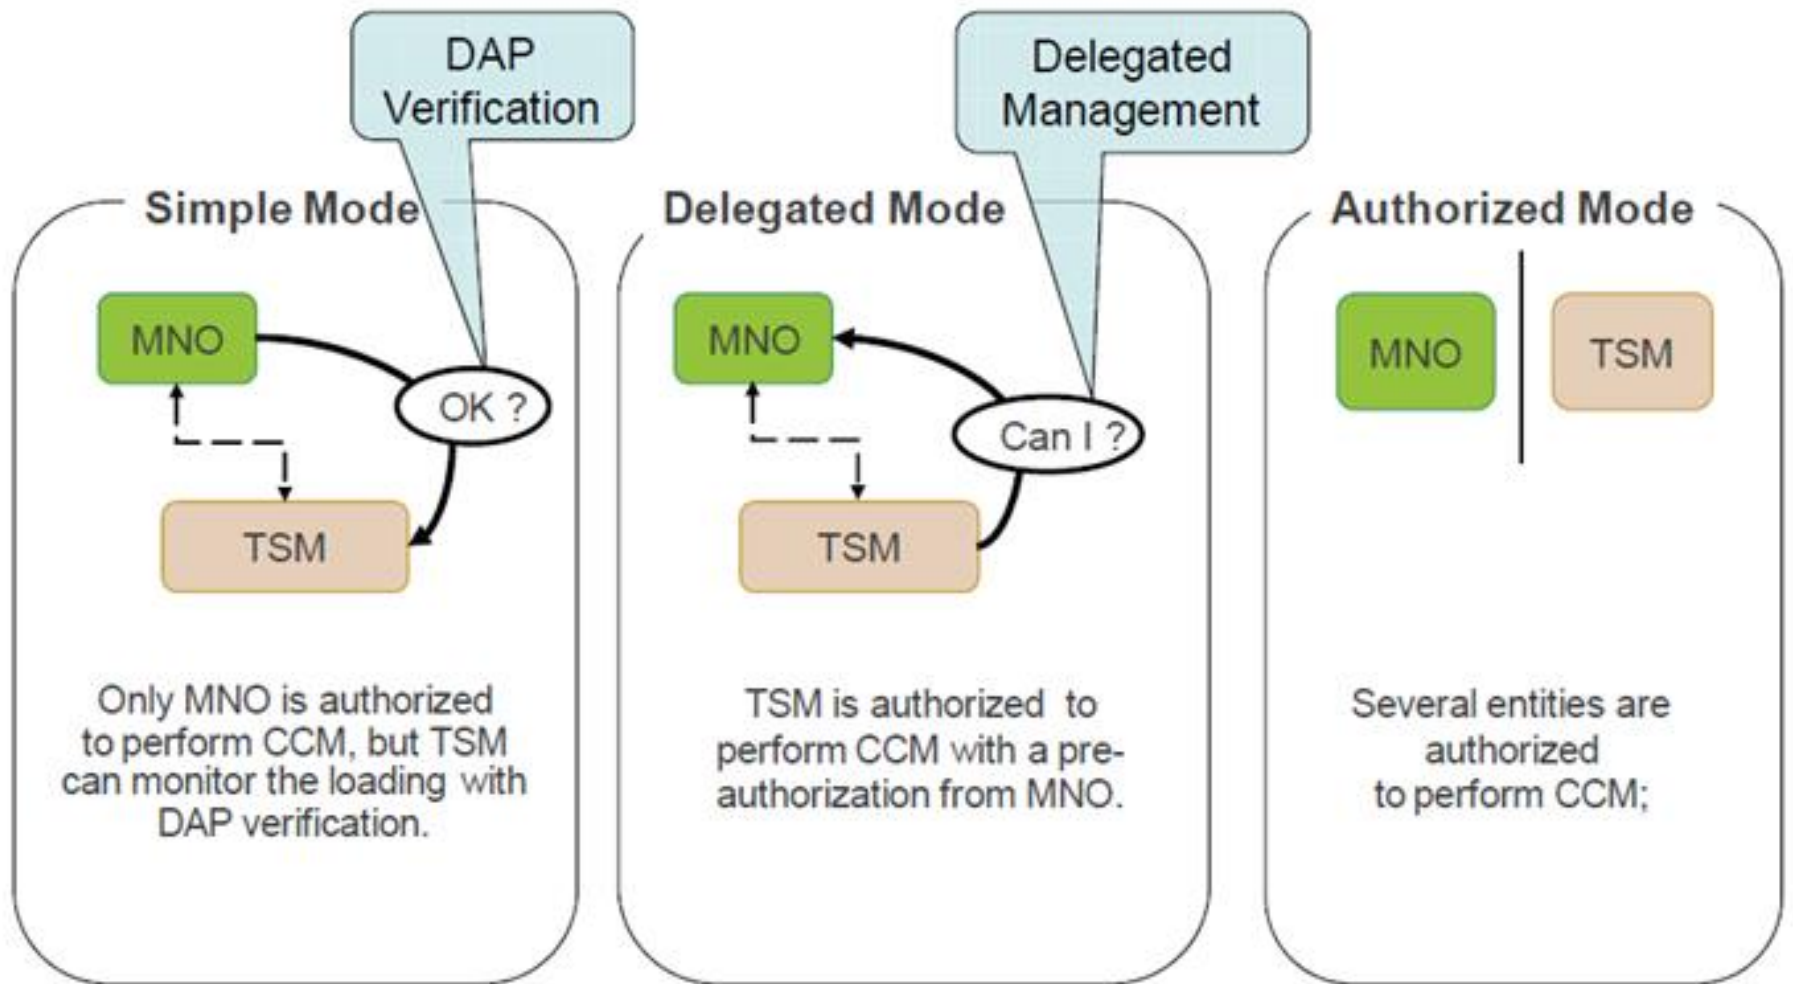 DAP
Verification
Delegated
Management
Simple Mode
MNO
OK ?
TSM
Only MNO is authorized
to perform CCM, but TSM
can monitor the loading with
DAP verification.
Delegated Mode
MNO
Can I ?
TSM
TSM is authorized to
perform CCM with a pre-
authorization from MNO.
Authorized Mode
MNO
TSM
Several entities are
authorized
to perform CCM;